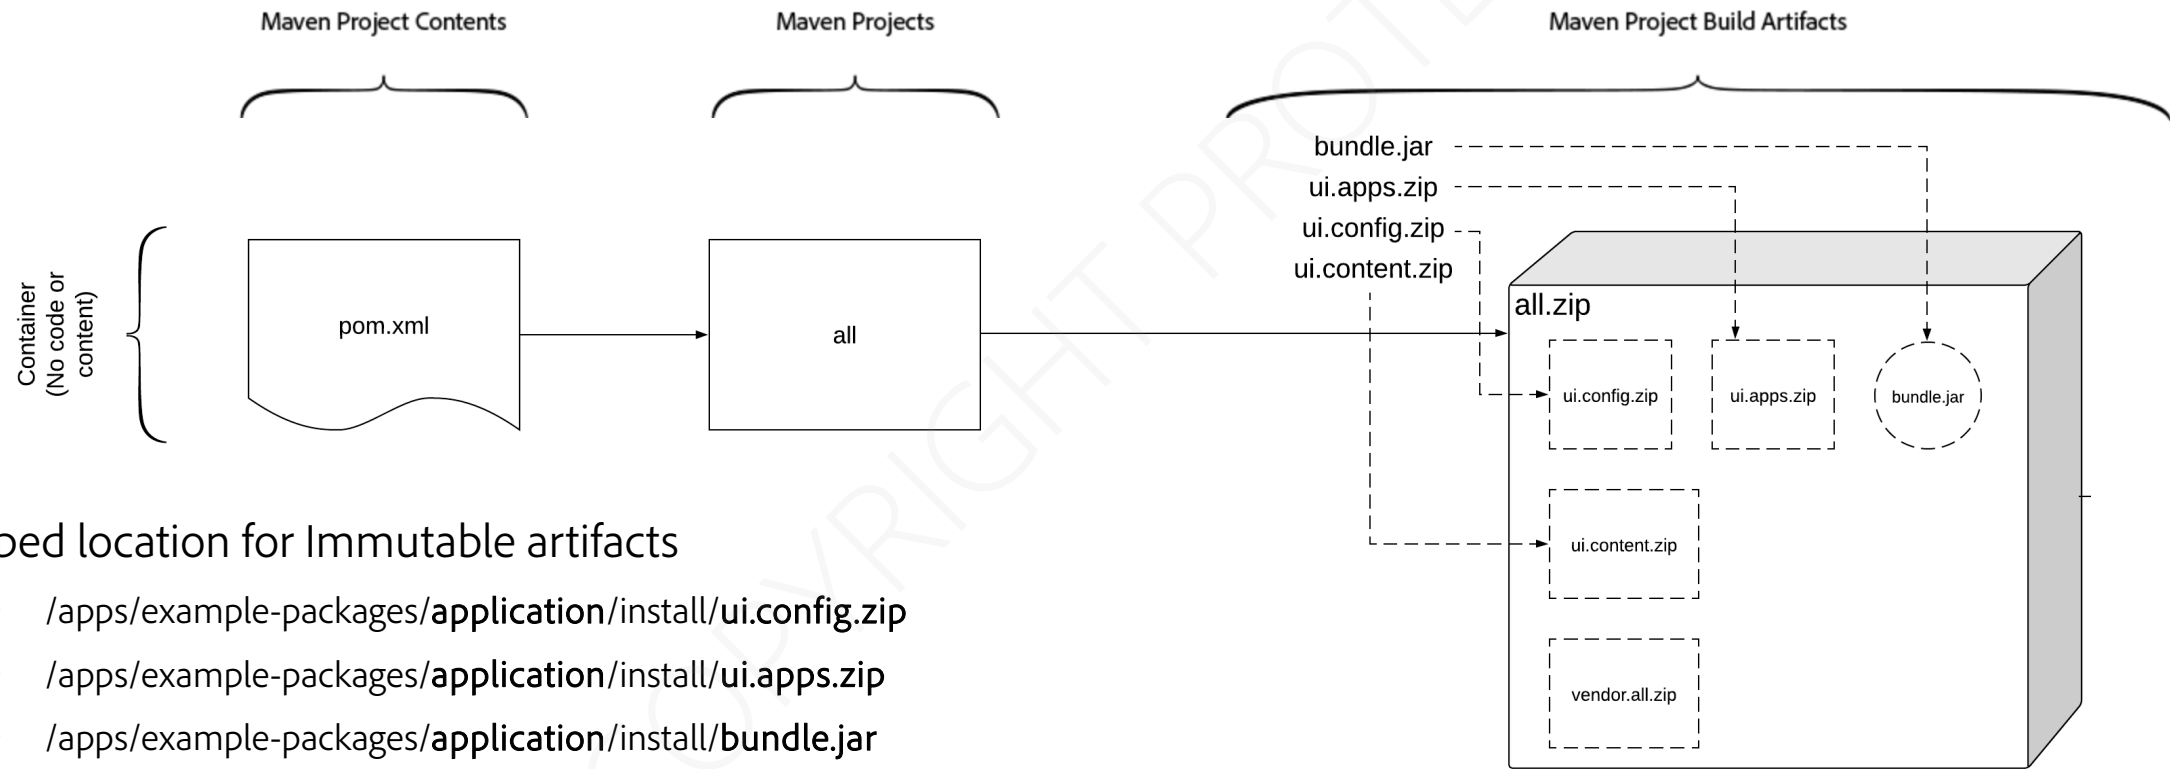 Maven Project Contents
Maven Projects
Maven Project Build Artifacts
bundle.jar
ui.apps.zip
ui.config.zip
ui.content.zip
Container
(No code or
content)
pom.xml
all
all.zip
ui.config.zip
ui.apps.zip
bundle.jar
ui.content.zip
vendor.all.zip
location for Immutable artifacts
/apps/example-packages/application/install/ui.config.zip
/apps/example-packages/application/install/ui.apps.zip
/apps/example-packages/application/install/bundle.jar